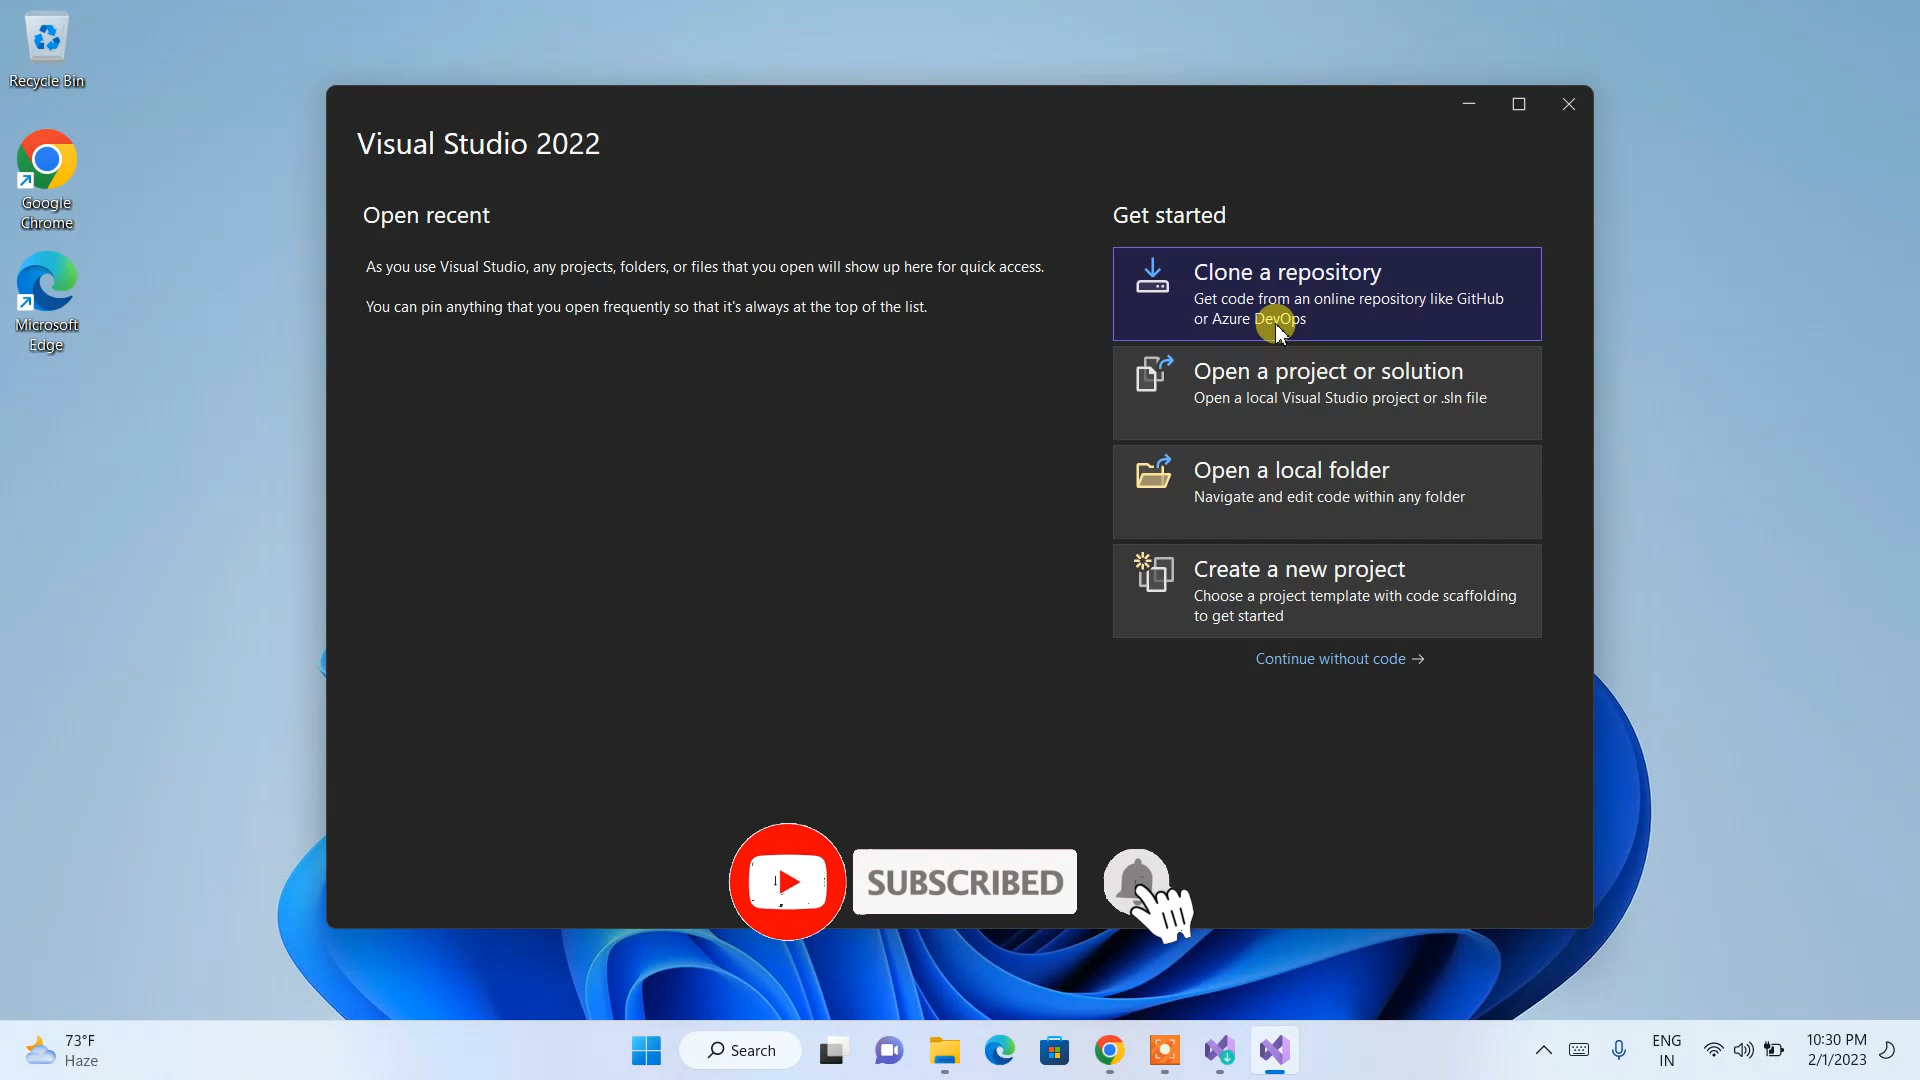 Recycle Bin
Google
Chrome
Microsoft
Edge
Visual Studio 2022
Open recent
As you use Visual Studio, any projects, folders, or files that you open will show up here for quick access.
You can pin anything that you open frequently so that it's always at the top of the list.
Get started
Clone a repository
Get code from an online repository like GitHub
or Azure DevOps
Open a project or solution
Open a local Visual Studio project or .sln file
Open a local folder
Navigate and edit code within any folder
Create a new project
Choose a project template with code scaffolding
to get started
Continue without code →
SUBSCRIBED
73°F
Haze
Search
ENG
IN
10:30 PM
2/1/2023